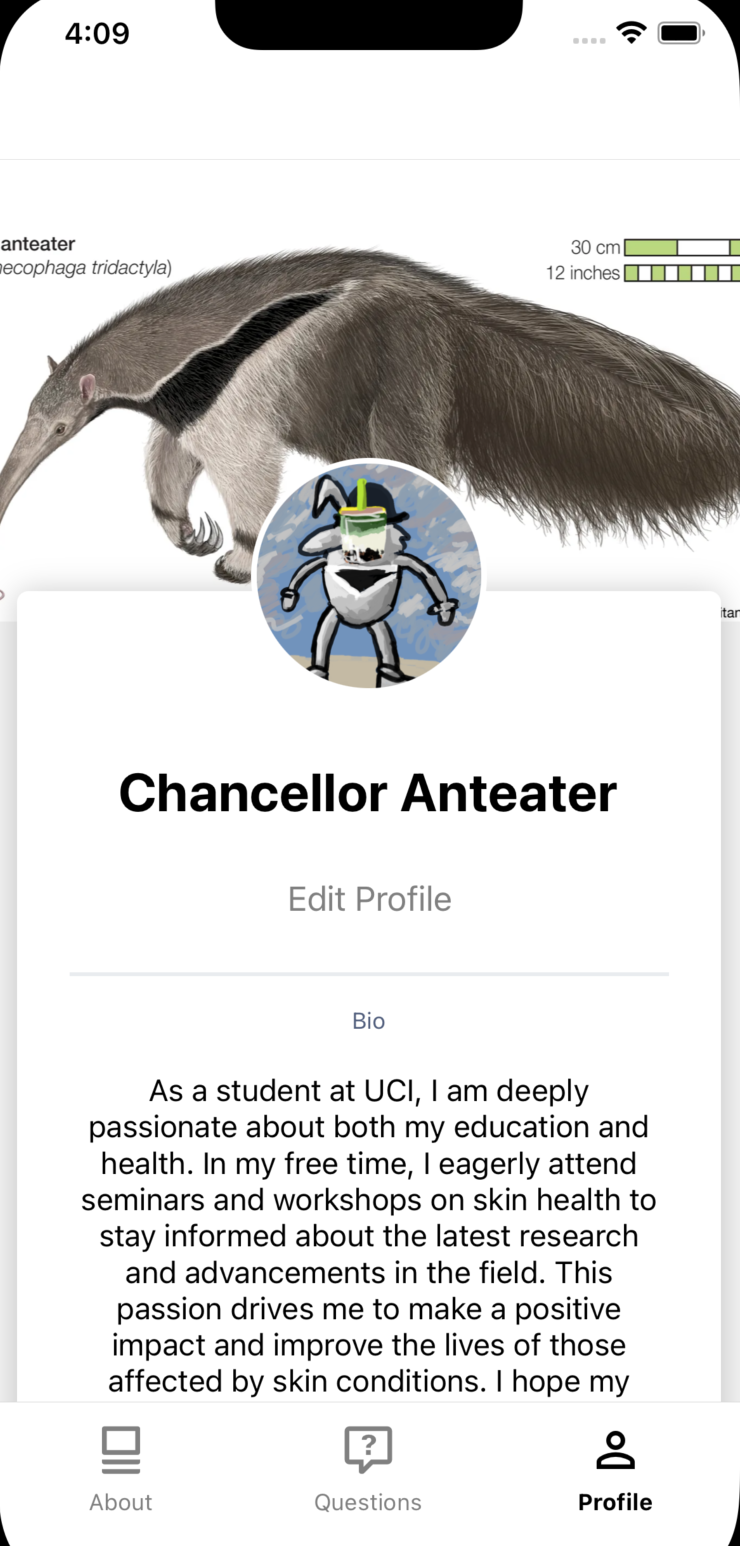 4:09
anteater
ecophaga tridactyla)
30 cm
12 inches
Chancellor Anteater
Edit Profile
Bio
As a student at UCI, I am deeply
passionate about both my education and
health. In my free time, I eagerly attend
seminars and workshops on skin health to
stay informed about the latest research
and advancements in the field. This
passion drives me to make a positive
impact and improve the lives of those
affected by skin conditions. I hope my
?
About
Questions
Profile